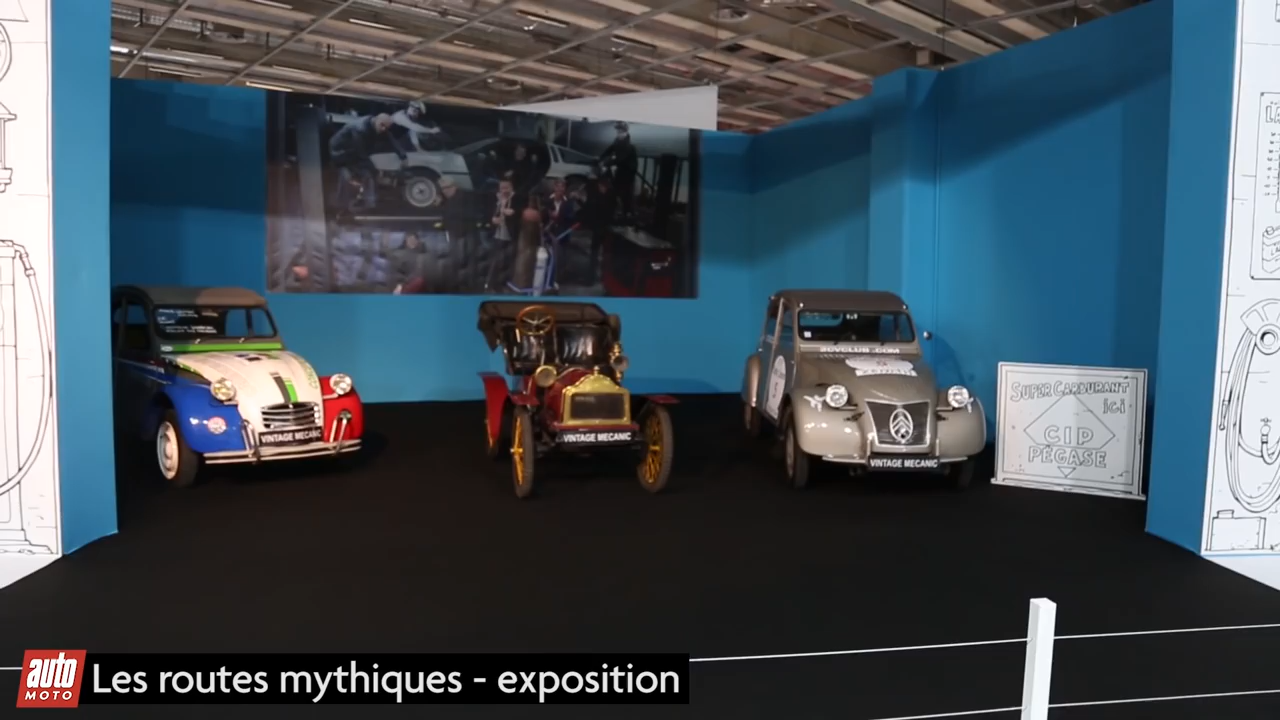 VINTAGE MECANIC
VINTAGE MECANIC
2CVCLUB.COM
5
VINTAGE MECANIC
SUPER CARBURANT
ici
CIP
PÉGASE
auto
MOTO
Les routes mythiques - exposition